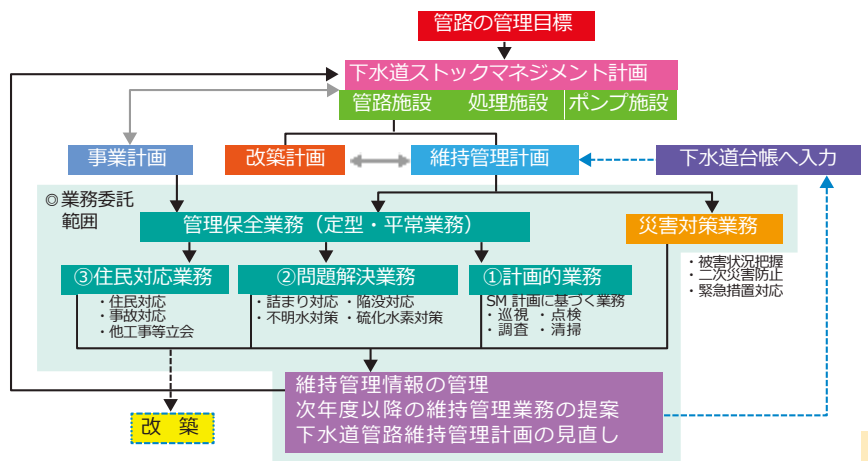 管路の管理目標
下水道ストックマネジメント計画
管路施設 処理施設 ポンプ施設
事業計画 改築計画 維持管理計画 下水道台帳へ入力
◎業務委託
範囲
管理保全業務（定型・平常業務） 災害対策業務
・被害状況把握
・二次災害防止
・緊急措置対応
③住民対応業務
・住民対応
・事故対応
・他工事等立会
②問題解決業務
・詰まり対応 ・陥没対応
・不明水対策 ・硫化水素対策
①計画的業務
SM 計画に基づく業務
・巡視 ・点検
・調査 ・清掃
維持管理情報の管理
次年度以降の維持管理業務の提案
下水道管路維持管理計画の見直し
改 築